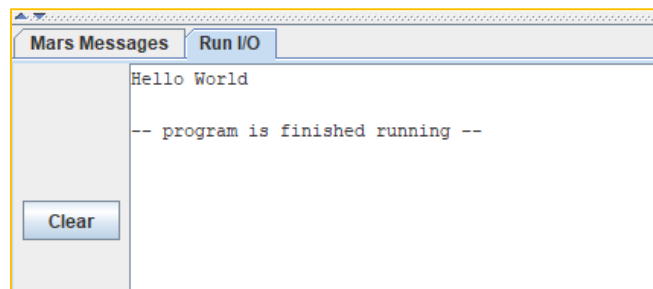 Mars Messages Run I/O
Hello World
-- program is finished running --
Clear